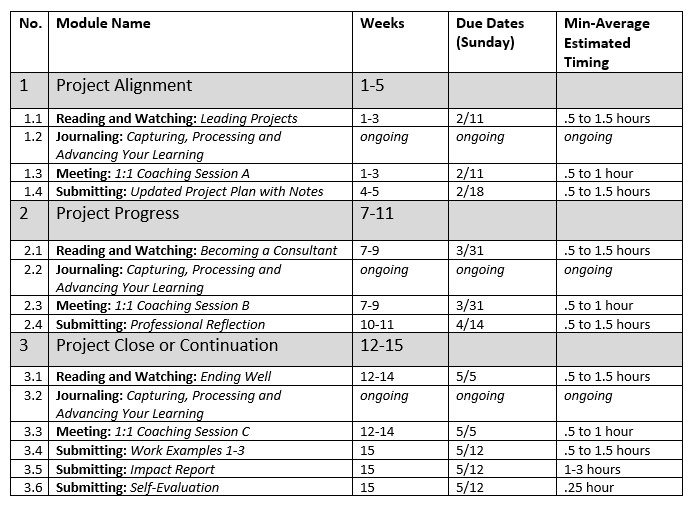 No. Module Name Weeks Due Dates (Sunday) Min-Average Estimated Timing
1 Project Alignment 1-5
1.1 Reading and Watching: Leading Projects 1-3 2/11 .5 to 1.5 hours
1.2 Journaling: Capturing, Processing and ongoing ongoing ongoing
Advancing Your Learning
1.3 Meeting: 1:1 Coaching Session A 1-3 2/11 .5 to 1 hour
1.4 Submitting: Updated Project Plan with Notes 4-5 2/18 .5 to 1.5 hours
2 Project Progress 7-11
2.1 Reading and Watching: Becoming a Consultant 7-9 3/31 .5 to 1.5 hours
2.2 Journaling: Capturing, Processing and ongoing ongoing ongoing
Advancing Your Learning
2.3 Meeting: 1:1 Coaching Session B 7-9 3/31 .5 to 1 hour
2.4 Submitting: Professional Reflection 10-11 4/14 .5 to 1.5 hours
3 Project Close or Continuation 12-15
3.1 Reading and Watching: Ending Well 12-14 5/5 .5 to 1.5 hours
3.2 Journaling: Capturing, Processing and ongoing ongoing ongoing
Advancing Your Learning
3.3 Meeting: 1:1 Coaching Session C 12-14 5/5 .5 to 1 hour
3.4 Submitting: Work Examples 1-3 15 5/12 .5 to 1.5 hours
3.5 Submitting: Impact Report 15 5/12 1-3 hours
3.6 Submitting: Self-Evaluation 15 5/12 .25 hour